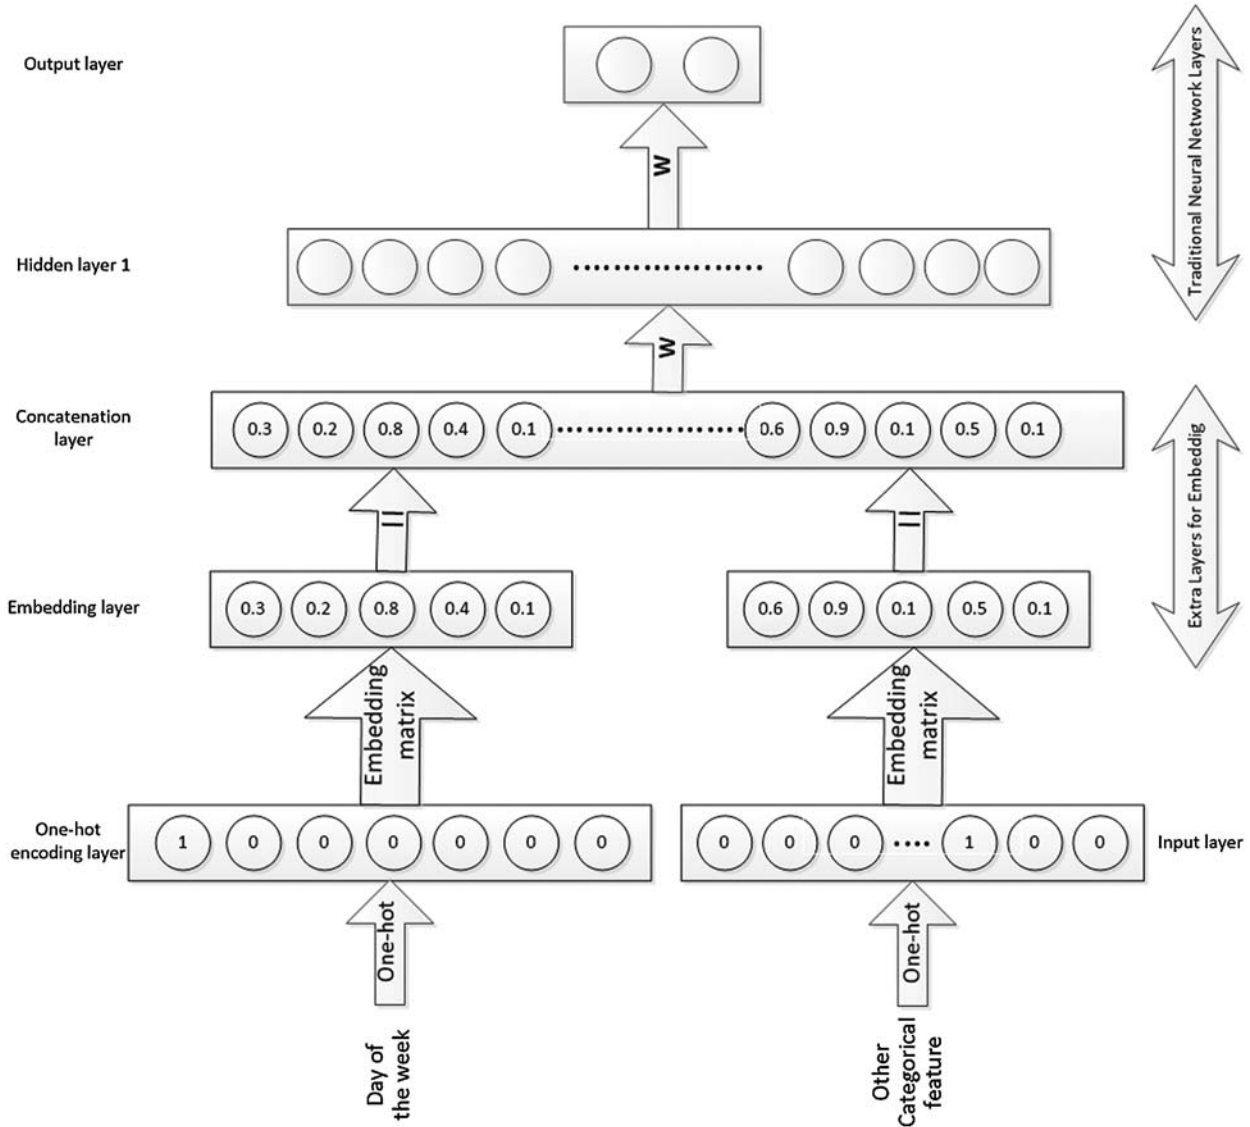 Output layer
W
Traditional Neural Network Layers
Hidden layer 1
W
Concatenation
layer
0.3 0.2 0.8 0.4 0.1 .................... 0.6 0.9 0.1 0.5 0.1
||
||
Extra Layers for Embeddig
Embedding layer
0.3 0.2 0.8 0.4 0.1
0.6 0.9 0.1 0.5 0.1
Embedding
matrix
Embedding
matrix
One-hot
encoding layer
1 0 0 0 0 0 0
0 0 0 .... 1 0 0
Input layer
One-hot
One-hot
Day of
the week
Other
Categorical
feature